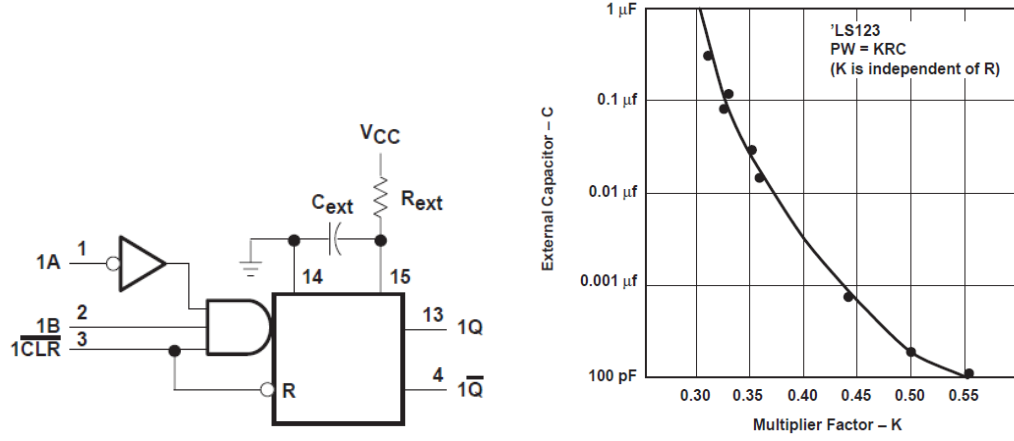 VCC
Cext
Rext
1A
1
14
15
1B
2
1CLR
3
13
1Q
R
4
1Q
1 µF
0.1 µf
0.01 µf
0.001 µf
100 pF
External Capacitor – C
'LS123
PW = KRC
(K is independent of R)
0.30 0.35 0.40 0.45 0.50 0.55
Multiplier Factor – K